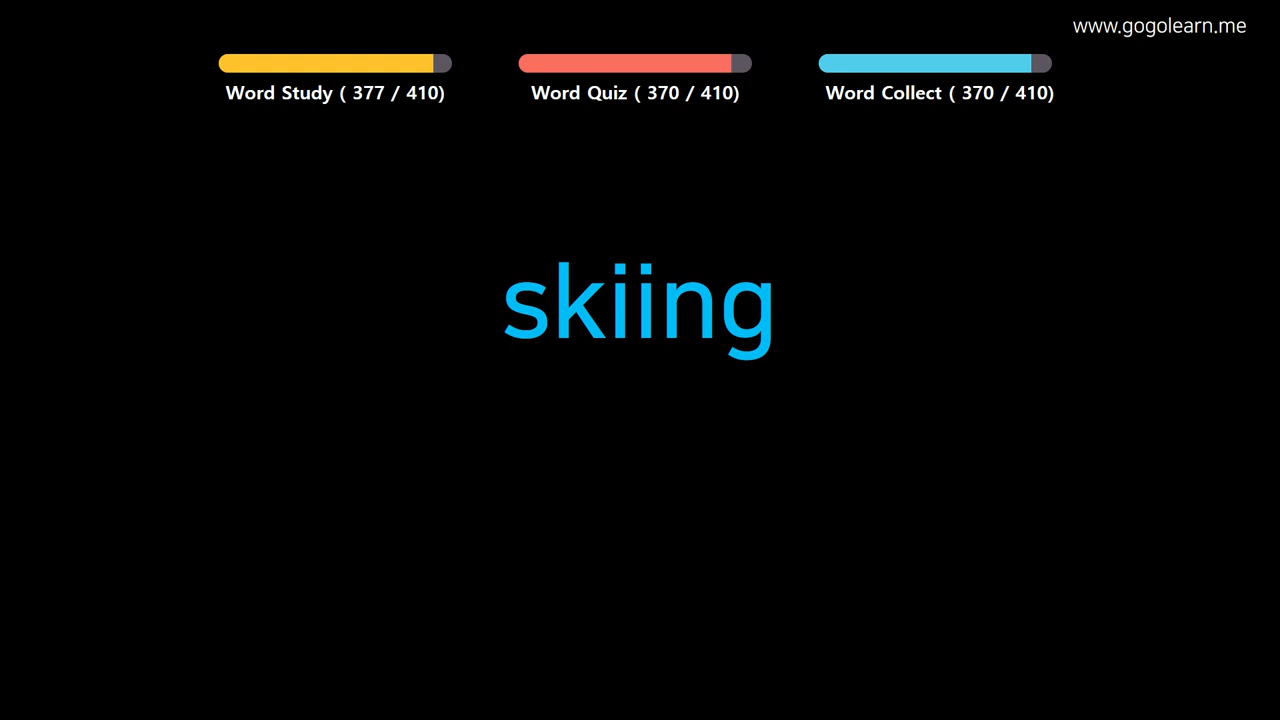 www.gogolearn.me
Word Study ( 377 / 410)
Word Quiz ( 370 / 410)
Word Collect ( 370 / 410)
skiing